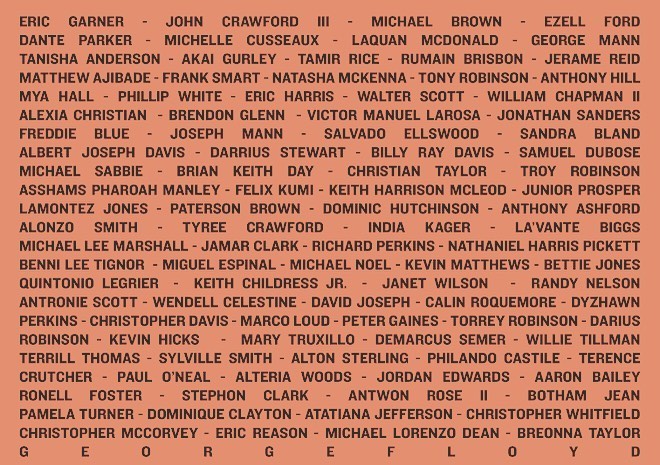 ERIC GARNER - JOHN CRAWFORD III - MICHAEL BROWN - EZELL FORD
DANTE PARKER - MICHELLE CUSSEAUX - LAQUAN MCDONALD - GEORGE MANN
TANISHA ANDERSON - AKAI GURLEY - TAMIR RICE - RUMAIN BRISBON - JERAME REID
MATTHEW AJIBADE - FRANK SMART - NATASHA MCKENNA - TONY ROBINSON - ANTHONY HILL
MYA HALL - PHILLIP WHITE - ERIC HARRIS - WALTER SCOTT - WILLIAM CHAPMAN II
ALEXIA CHRISTIAN - BRENDON GLENN - VICTOR MANUEL LAROSA - JONATHAN SANDERS
FREDDIE BLUE - JOSEPH MANN - SALVADO ELLSWOOD - SANDRA BLAND
ALBERT JOSEPH DAVIS - DARRIUS STEWART - BILLY RAY DAVIS - SAMUEL DUBOSE
MICHAEL SABBIE - BRIAN KEITH DAY - CHRISTIAN TAYLOR - TROY ROBINSON
ASSHAMS PHAROAH MANLEY - FELIX KUMI - KEITH HARRISON MCLEOD - JUNIOR PROSPER
LAMONTEZ JONES - PATERSON BROWN - DOMINIC HUTCHINSON - ANTHONY ASHFORD
ALONZO SMITH - TYREE CRAWFORD - INDIA KAGER - LA'VANTE BIGGS
MICHAEL LEE MARSHALL - JAMAR CLARK - RICHARD PERKINS - NATHANIEL HARRIS PICKETT
BENNI LEE TIGNOR - MIGUEL ESPINAL - MICHAEL NOEL - KEVIN MATTHEWS - BETTIE JONES
QUINTONIO LEGRIER - KEITH CHILDRESS JR. - JANET WILSON - RANDY NELSON
ANTRONIE SCOTT - WENDELL CELESTINE - DAVID JOSEPH - CALIN ROQUEMORE - DYZHAWN
PERKINS - CHRISTOPHER DAVIS - MARCO LOUD - PETER GAINES - TORREY ROBINSON - DARIUS
ROBINSON - KEVIN HICKS - MARY TRUXILLO - DEMARCUS SEMER - WILLIE TILLMAN
TERRILL THOMAS - SYLVILLE SMITH - ALTON STERLING - PHILANDO CASTILE - TERENCE
CRUTCHER - PAUL O'NEAL - ALTERIA WOODS - JORDAN EDWARDS - AARON BAILEY
RONELL FOSTER - STEPHON CLARK - ANTWON ROSE II - BOTHAM JEAN
PAMELA TURNER - DOMINIQUE CLAYTON - ATATIANA JEFFERSON - CHRISTOPHER WHITFIELD
CHRISTOPHER MCCORVEY - ERIC REASON - MICHAEL LORENZO DEAN - BREONNA TAYLOR
G E O R G E F L O Y D